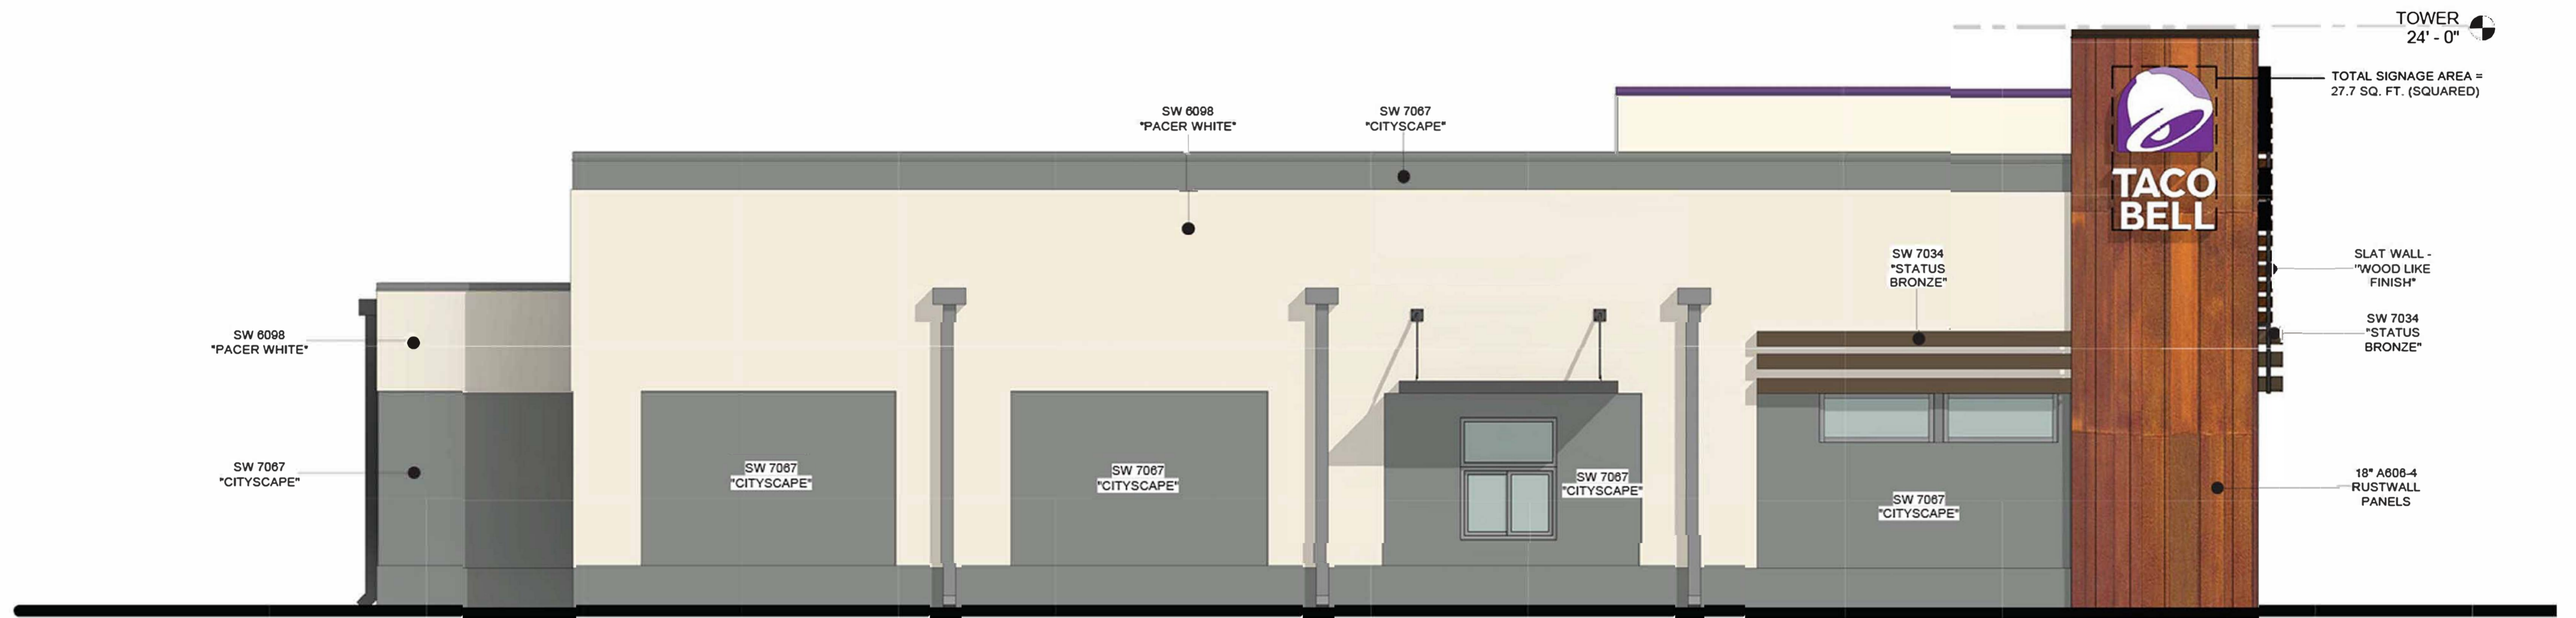 TOWER
24' - 0"
TOTAL SIGNAGE AREA =
27.7 SQ. FT. (SQUARED)
SW 6098
"PACER WHITE"
SW 7067
"CITYSCAPE"
TACO
BELL
SW 7034
"STATUS
BRONZE"
SLAT WALL -
"WOOD LIKE
FINISH"
SW 6098
"PACER WHITE"
SW 7034
"STATUS
BRONZE"
SW 7067
"CITYSCAPE"
SW 7067
"CITYSCAPE"
SW 7067
"CITYSCAPE"
SW 7067
"CITYSCAPE"
SW 7067
"CITYSCAPE"
18" A606-4
RUSTWALL
PANELS